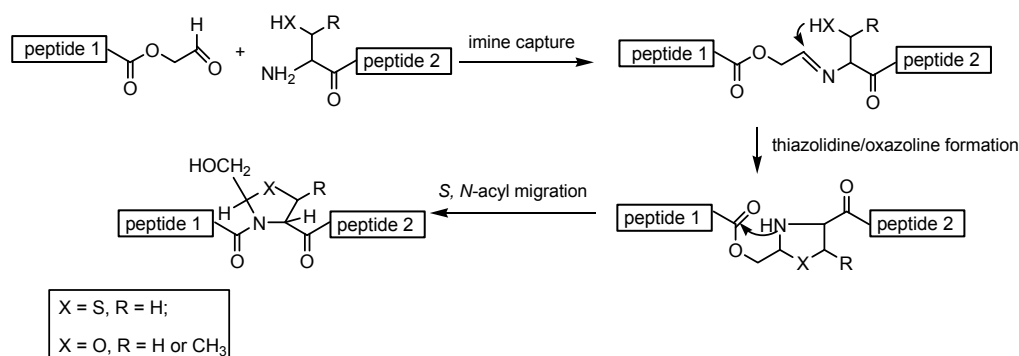 H
peptide 1
O
O
O
+
HX
R
NH2
O
peptide 2
imine capture
peptide 1
O
O
N
HX
R
O
peptide 2
thiazolidine/oxazoline formation
HOCH2
X
R
H
N
H
peptide 1
O
O
peptide 2
S, N-acyl migration
peptide 1
O
O
HN
X
R
O
peptide 2
X = S, R = H;
X = O, R = H or CH3